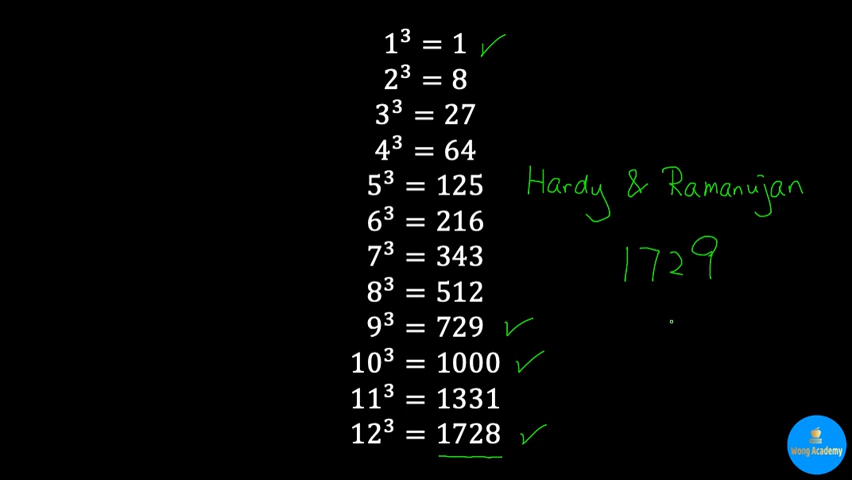 1³ = 1 ✓
2³ = 8
3³ = 27
4³ = 64
5³ = 125
6³ = 216
7³ = 343
8³ = 512
9³ = 729 ✓
10³ = 1000 ✓
11³ = 1331
12³ = 1728 ✓
Hardy & Ramanujan
1729
Wong Academy